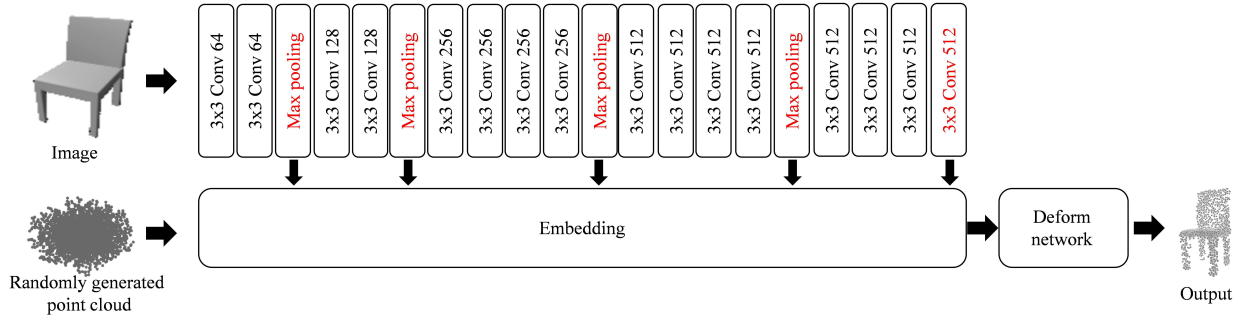 3x3 Conv 64
3x3 Conv 64
Max pooling
3x3 Conv 128
3x3 Conv 128
Max pooling
3x3 Conv 256
3x3 Conv 256
3x3 Conv 256
3x3 Conv 256
Max pooling
3x3 Conv 512
3x3 Conv 512
3x3 Conv 512
3x3 Conv 512
Max pooling
3x3 Conv 512
3x3 Conv 512
3x3 Conv 512
3x3 Conv 512
Image
Embedding
Deform
network
Randomly generated
point cloud
Output